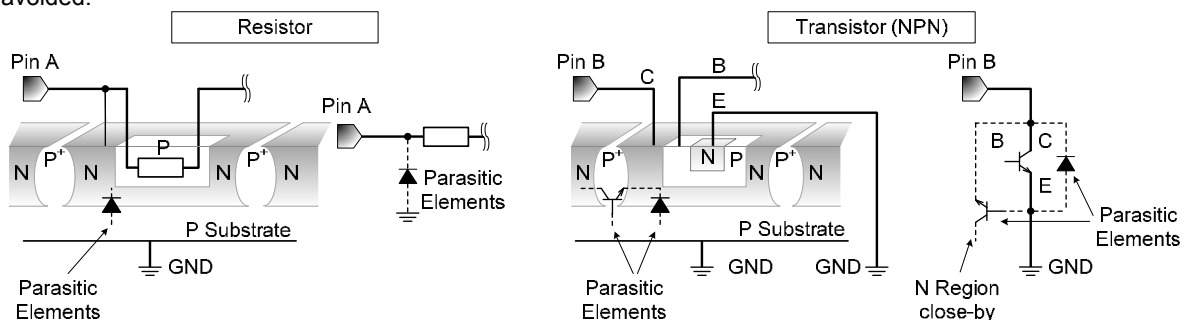 avoided.
Resistor
Transistor (NPN)
Pin A
Pin A
P
N
P+
N
N
P+
N
Parasitic
Elements
P Substrate
GND
Parasitic
Elements
Pin B
C
B
E
N
P+
N
N
P
N
P+
N
P Substrate
GND
GND
Parasitic
Elements
Pin B
B
C
E
Parasitic
Elements
GND
N Region
close-by